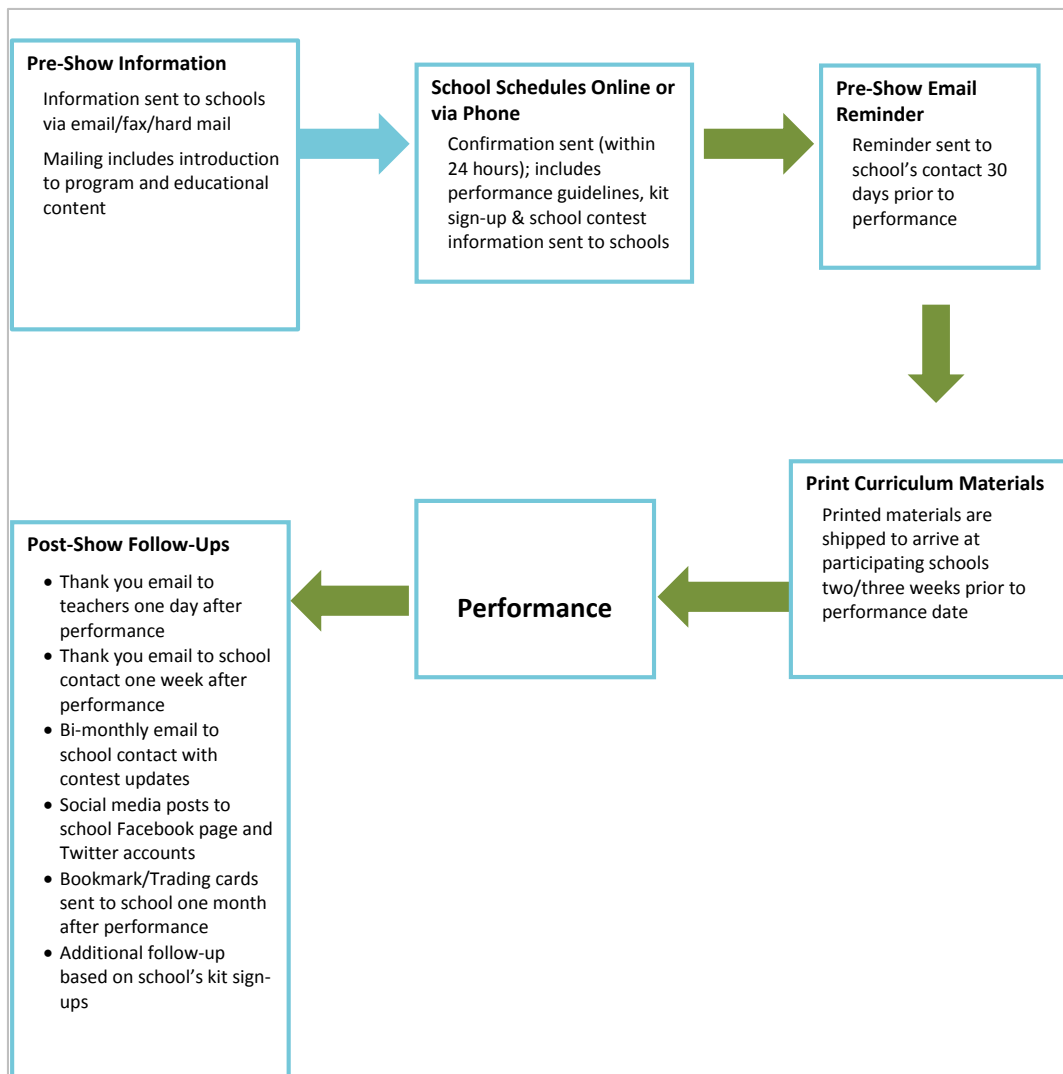 Pre-Show Information
Information sent to schools
via email/fax/hard mail
Mailing includes introduction
to program and educational
content
School Schedules Online or
via Phone
Confirmation sent (within
24 hours); includes
performance guidelines, kit
sign-up & school contest
information sent to schools
Pre-Show Email
Reminder
Reminder sent to
school’s contact 30
days prior to
performance
Print Curriculum Materials
Printed materials are
shipped to arrive at
participating schools
two/three weeks prior to
performance date
Performance
Post-Show Follow-Ups
• Thank you email to
teachers one day after
performance
• Thank you email to school
contact one week after
performance
• Bi-monthly email to
school contact with
contest updates
• Social media posts to
school Facebook page and
Twitter accounts
• Bookmark/Trading cards
sent to school one month
after performance
• Additional follow-up
based on school’s kit sign-
ups